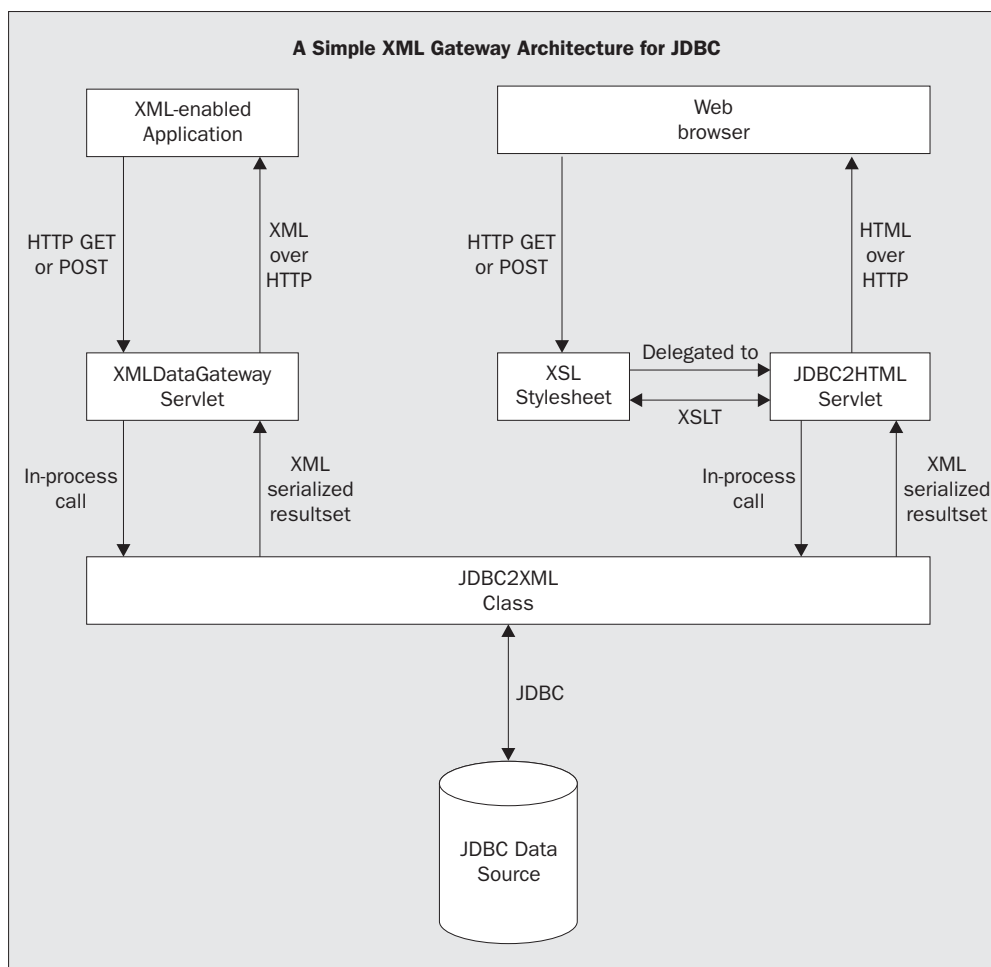 A Simple XML Gateway Architecture for JDBC
XML-enabled
Application
Web
browser
HTTP GET
or POST
XML
over
HTTP
HTTP GET
or POST
HTML
over
HTTP
XMLDataGateway
Servlet
XSL
Stylesheet
Delegated to
XSLT
JDBC2HTML
Servlet
In-process
call
XML
serialized
resultset
In-process
call
XML
serialized
resultset
JDBC2XML
Class
JDBC
JDBC Data
Source